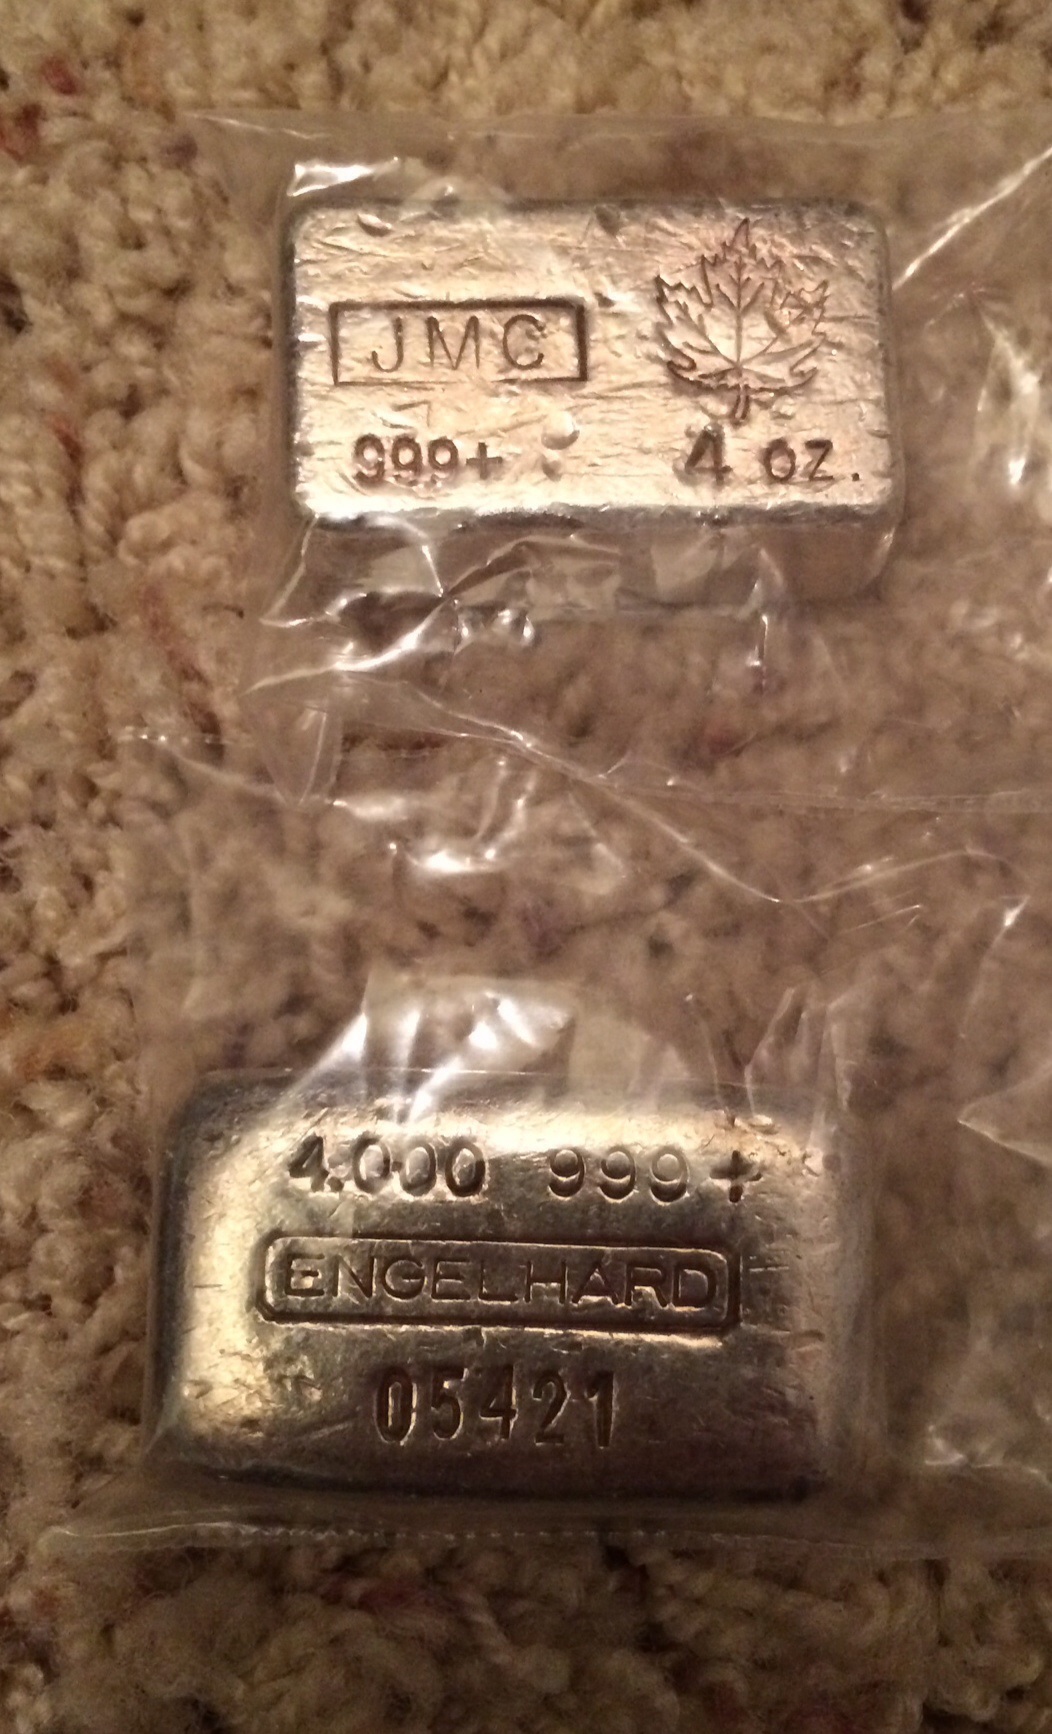 JMC
999+ 4 oz.
4.000 999+
ENGELHARD
05421